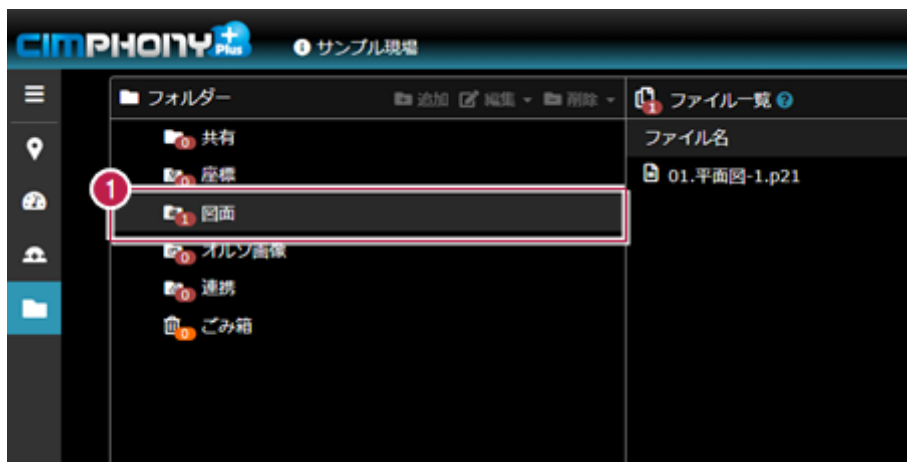 CIMPHONY Plus サンプル現場
フォルダー 追加 編集 削除
ファイル一覧
1
共有
0
ファイル名
座標
0
01.平面図-1.p21
1
図面
1
オルソ画像
0
連携
0
ごみ箱
0